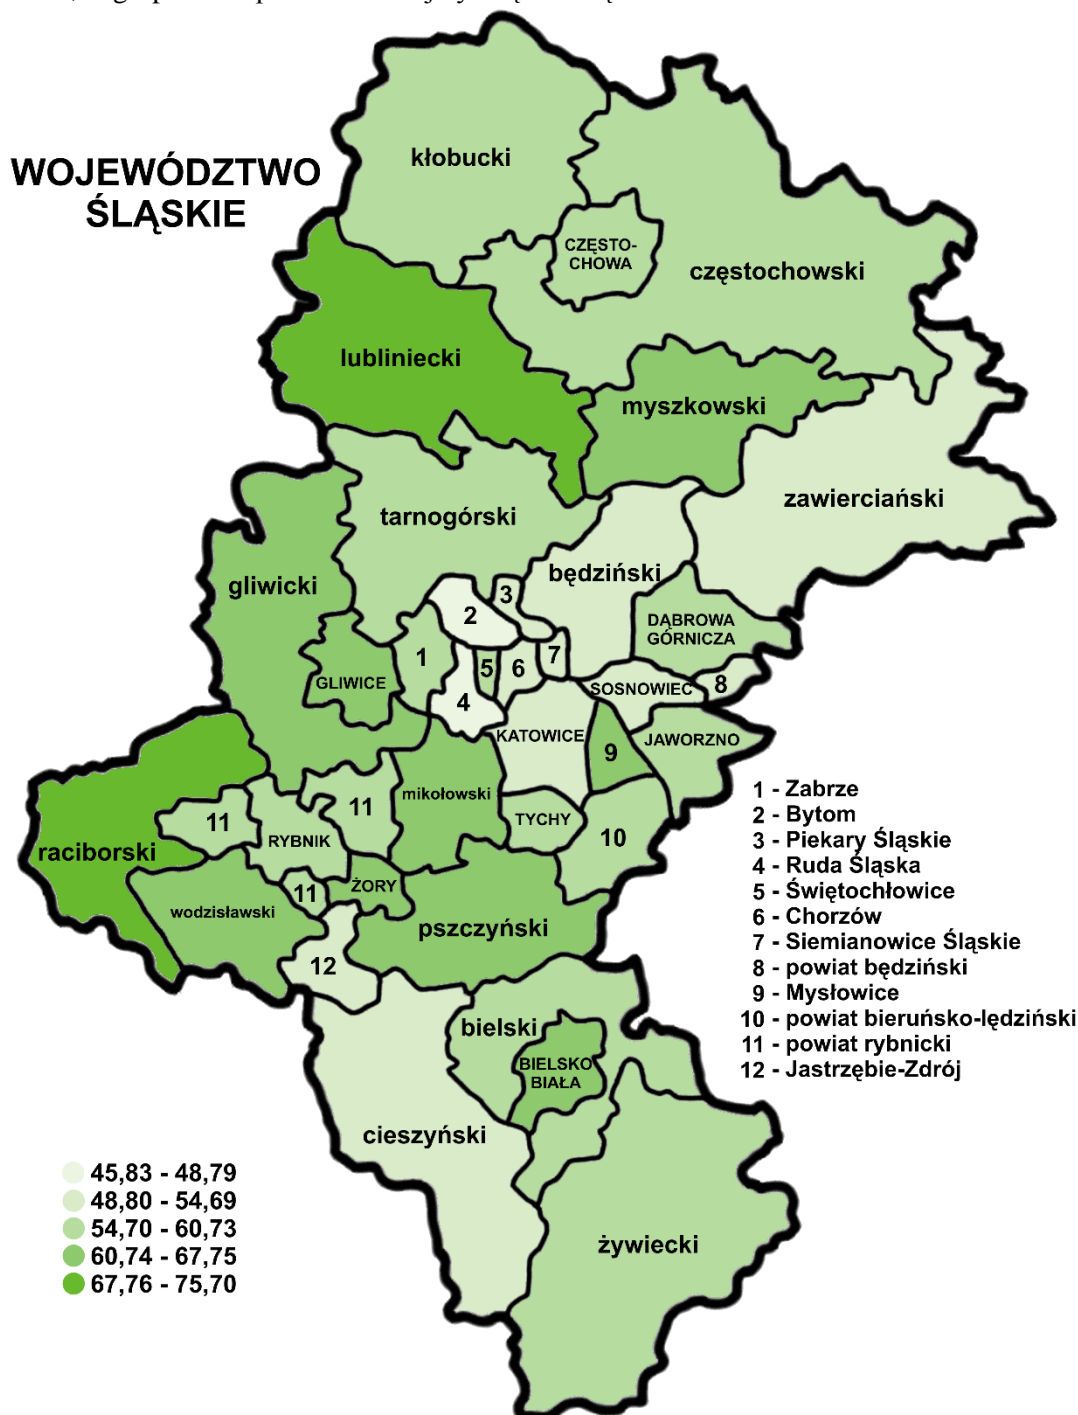 WOJEWÓDZTWO
ŚLĄSKIE
kłobucki
CZĘSTO-
CHOWA
częstochowski
lubliniecki
myszkowski
zawierciański
tarnogórski
będziński
gliwicki
DĄBROWA
GÓRNICZA
GLIWICE
1
2
3
4
5
6
7
SOSNOWIEC
8
KATOWICE
9
JAWORZNO
mikołowski
11
TYCHY
10
11
RYBNIK
raciborski
11
ŻORY
wodzisławski
pszczyński
12
bielski
BIELSKO
BIAŁA
cieszyński
żywiecki
1 - Zabrze
2 - Bytom
3 - Piekary Śląskie
4 - Ruda Śląska
5 - Świętochłowice
6 - Chorzów
7 - Siemianowice Śląskie
8 - powiat będziński
9 - Mysłowice
10 - powiat bieruńsko-lędziński
11 - powiat rybnicki
12 - Jastrzębie-Zdrój
45,83 - 48,79
48,80 - 54,69
54,70 - 60,73
60,74 - 67,75
67,76 - 75,70